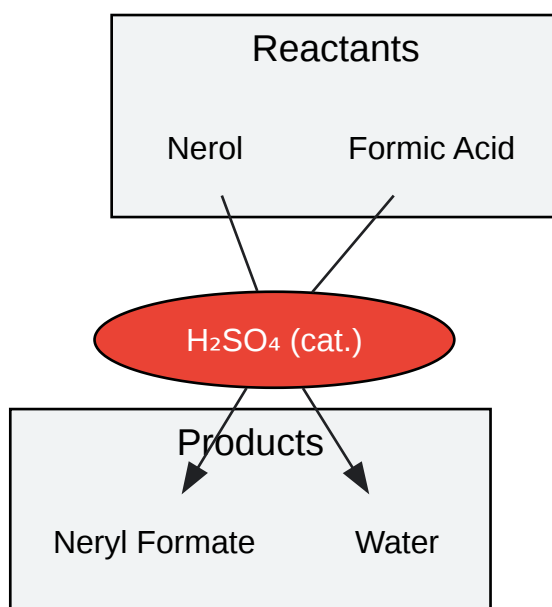 Reactants
Nerol Formic Acid
H₂SO₄ (cat.)
Products
Neryl Formate Water